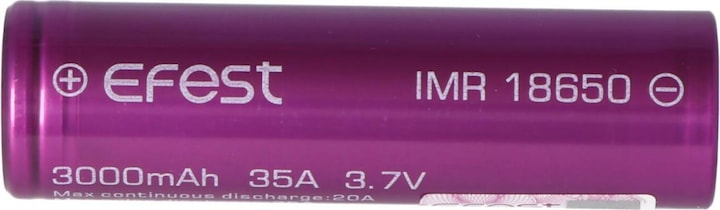 ⊕ EFEST IMR 18650 ⊖
3000mAh 35A 3.7V
Max continuous discharge:20A